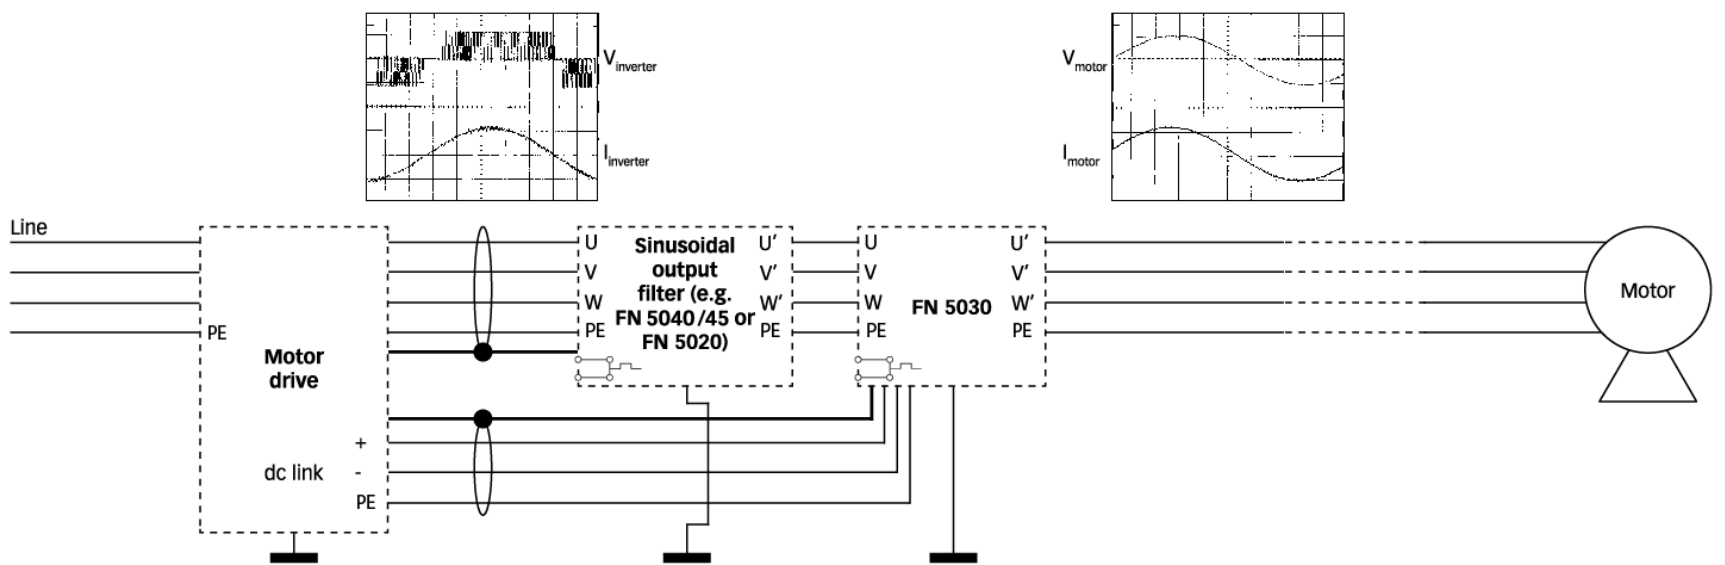 V inverter
I inverter
V motor
I motor
Line
PE
Motor
drive
+
dc link -
PE
U
V
W
PE
Sinusoidal
output
filter (e.g.
FN 5040/45 or
FN 5020)
U′
V′
W′
PE
U
V
W
PE
FN 5030
U′
V′
W′
PE
Motor